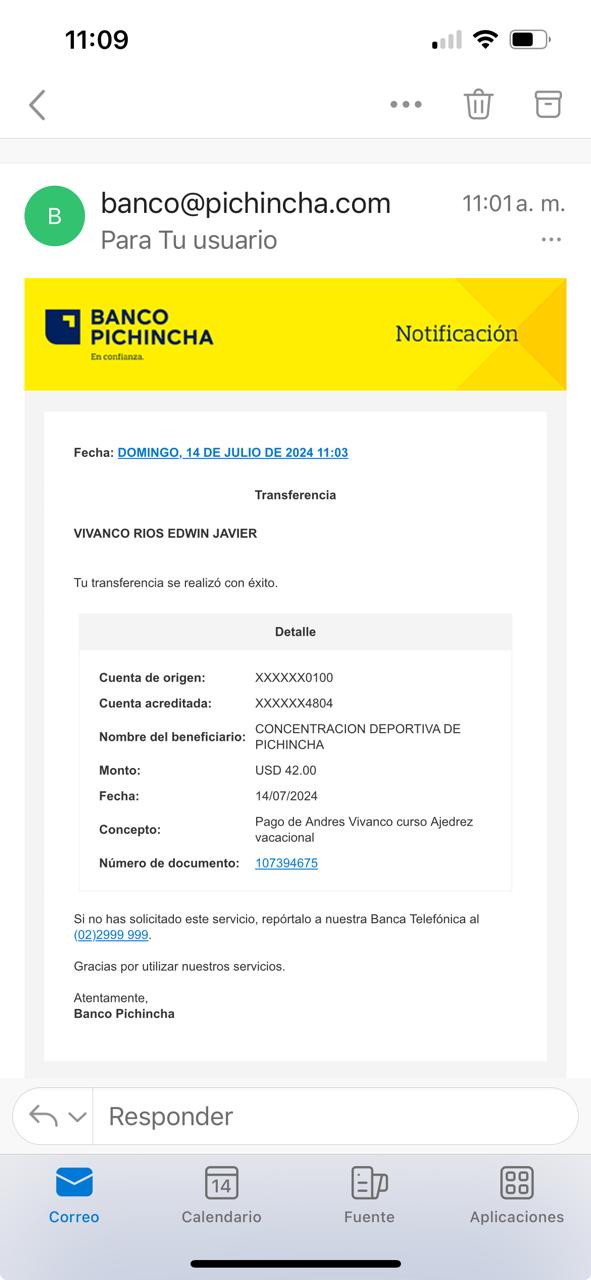 11:09
B
banco@pichincha.com
11:01 a. m.
Para Tu usuario
BANCO
PICHINCHA
En confianza.
Notificación
Fecha: DOMINGO, 14 DE JULIO DE 2024 11:03
Transferencia
VIVANCO RIOS EDWIN JAVIER
Tu transferencia se realizó con éxito.
Detalle
Cuenta de origen: XXXXXX0100
Cuenta acreditada: XXXXXX4804
Nombre del beneficiario: CONCENTRACION DEPORTIVA DE
PICHINCHA
Monto: USD 42.00
Fecha: 14/07/2024
Concepto: Pago de Andres Vivanco curso Ajedrez
vacacional
Número de documento: 107394675
Si no has solicitado este servicio, repórtalo a nuestra Banca Telefónica al
(02)2999 999.
Gracias por utilizar nuestros servicios.
Atentamente,
Banco Pichincha
Responder
14
Correo
Calendario
Fuente
Aplicaciones